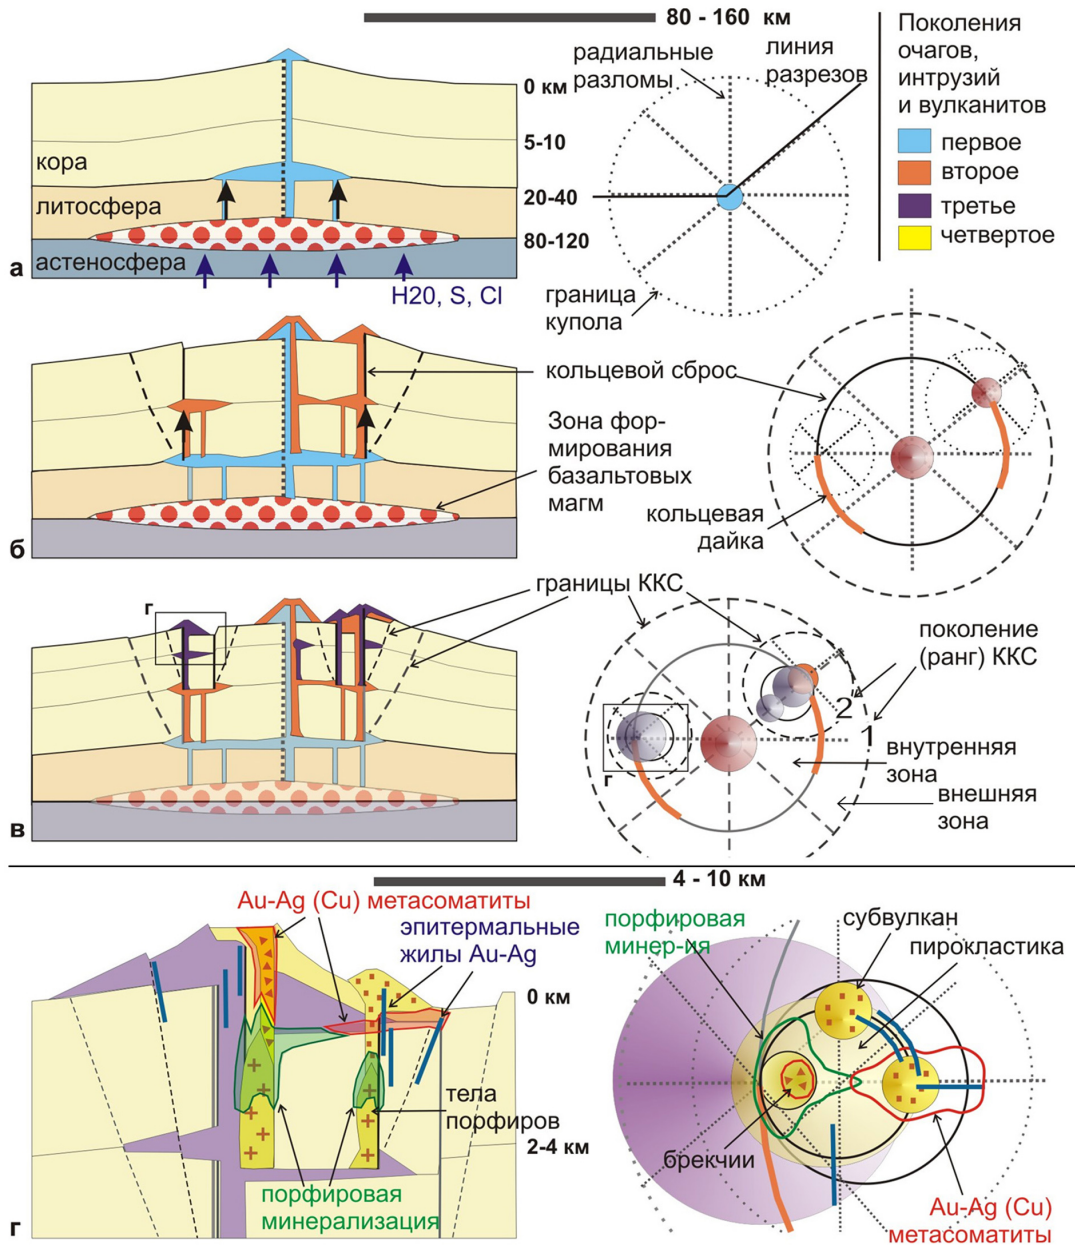 80 - 160 км
радиальные
разломы
линия
разрезов
Поколения
очагов,
интрузий
и вулканитов
первое
второе
третье
четвертое
0 км
5-10
20-40
80-120
кора
литосфера
астеносфера
а
H20, S, Cl
граница
купола
кольцевой сброс
Зона фор-
мирования
базальтовых
магм
кольцевая
дайка
б
границы ККС
г
поколение
(ранг) ККС
2
1
г
внутренняя
зона
внешняя
зона
в
4 - 10 км
Au-Ag (Cu) метасоматиты
эпитермальные
жилы Au-Ag
0 км
тела
порфиров
2-4 км
порфировая
минерализация
г
порфировая
минер-ия
субвулкан
пирокластика
брекчии
Au-Ag (Cu)
метасоматиты